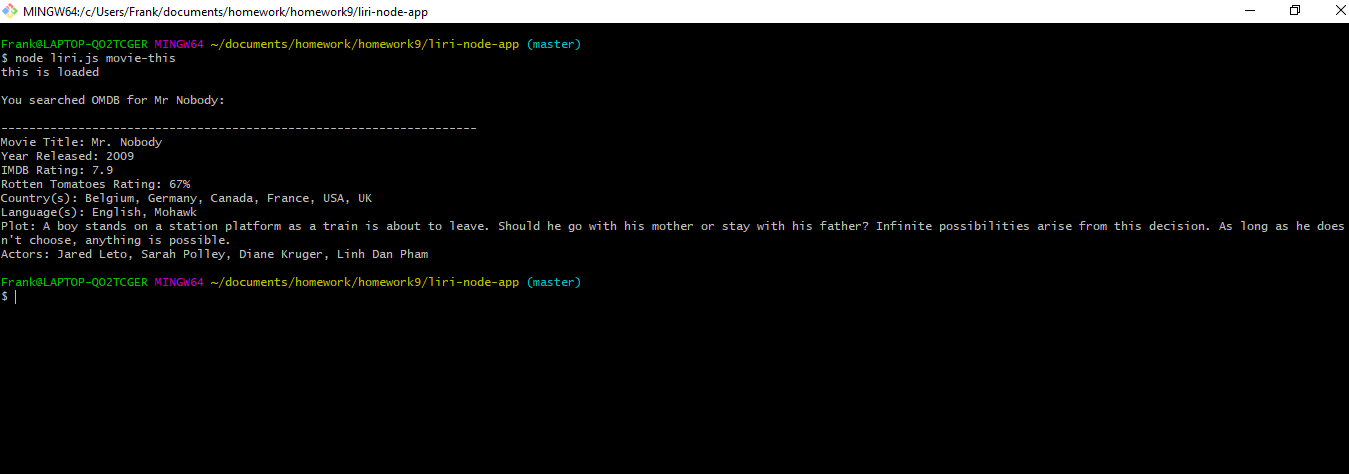 MINGW64:/c/Users/Frank/documents/homework/homework9/liri-node-app
Frank@LAPTOP-QO2TCGER MINGW64 ~/documents/homework/homework9/liri-node-app (master)
$ node liri.js movie-this
this is loaded
You searched OMDB for Mr Nobody:
--------------------------------------------------------------------
Movie Title: Mr. Nobody
Year Released: 2009
IMDB Rating: 7.9
Rotten Tomatoes Rating: 67%
Country(s): Belgium, Germany, Canada, France, USA, UK
Language(s): English, Mohawk
Plot: A boy stands on a station platform as a train is about to leave. Should he go with his mother or stay with his father? Infinite possibilities arise from this decision. As long as he does
n't choose, anything is possible.
Actors: Jared Leto, Sarah Polley, Diane Kruger, Linh Dan Pham
Frank@LAPTOP-QO2TCGER MINGW64 ~/documents/homework/homework9/liri-node-app (master)
$